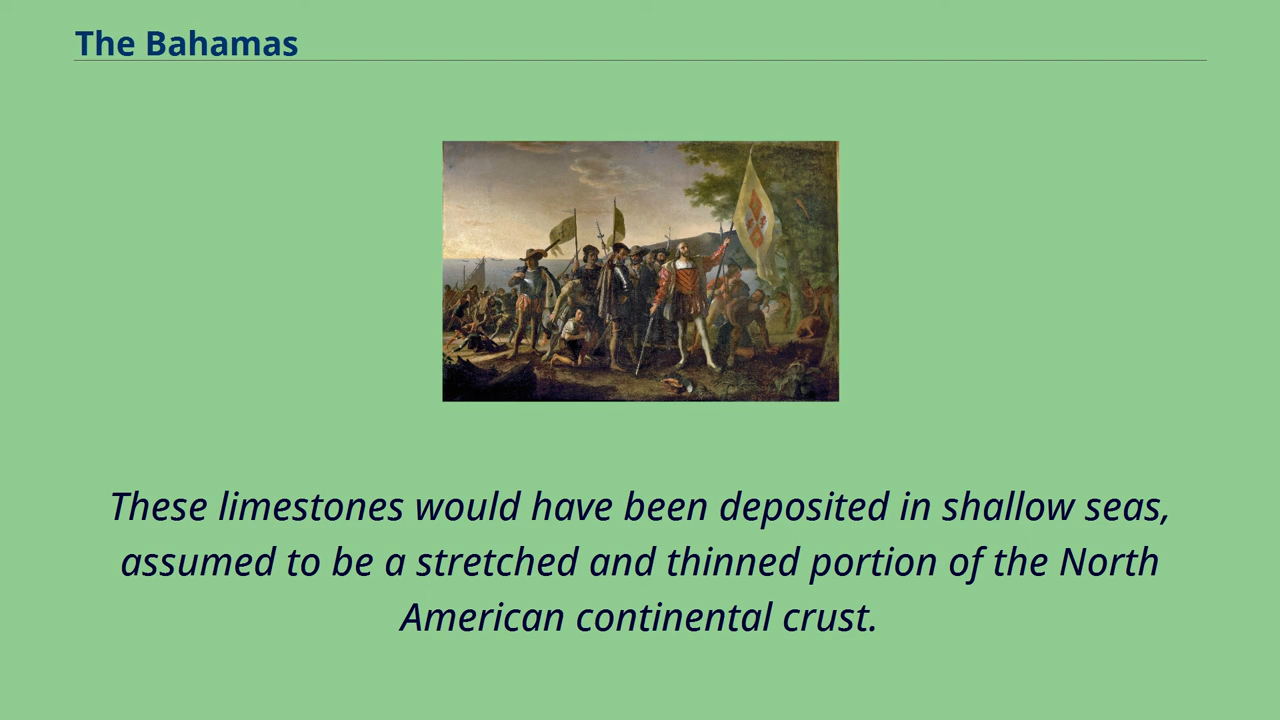 The Bahamas
These limestones would have been deposited in shallow seas,
assumed to be a stretched and thinned portion of the North
American continental crust.